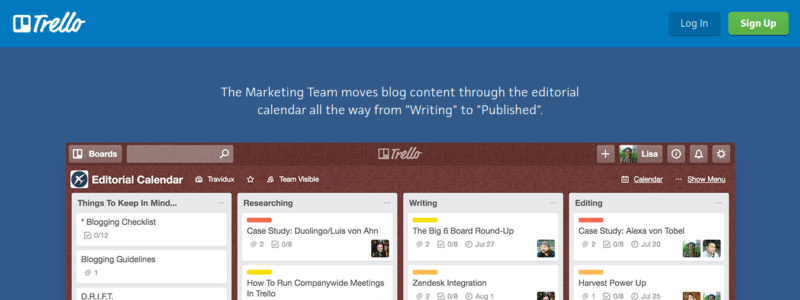 Trello
Log In
Sign Up
The Marketing Team moves blog content through the editorial
calendar all the way from "Writing" to "Published".
Boards
Trello
Lisa
Editorial Calendar
Travidux
Team Visible
Calendar
Show Menu
Things To Keep In Mind...
* Blogging Checklist
0/12
Blogging Guidelines
1
D.R.I.F.T.
Researching
Case Study: Duolingo/Luis von Ahn
2 0/8
How To Run Companywide Meetings
In Trello
Writing
The Big 6 Board Round-Up
2 0/8 Jul 27
Zendesk Integration
2 0/8 Aug 1
Editing
Case Study: Alexa von Tobel
2 0/8 Jul 20
Harvest Power Up
1 0/8 Jul 25